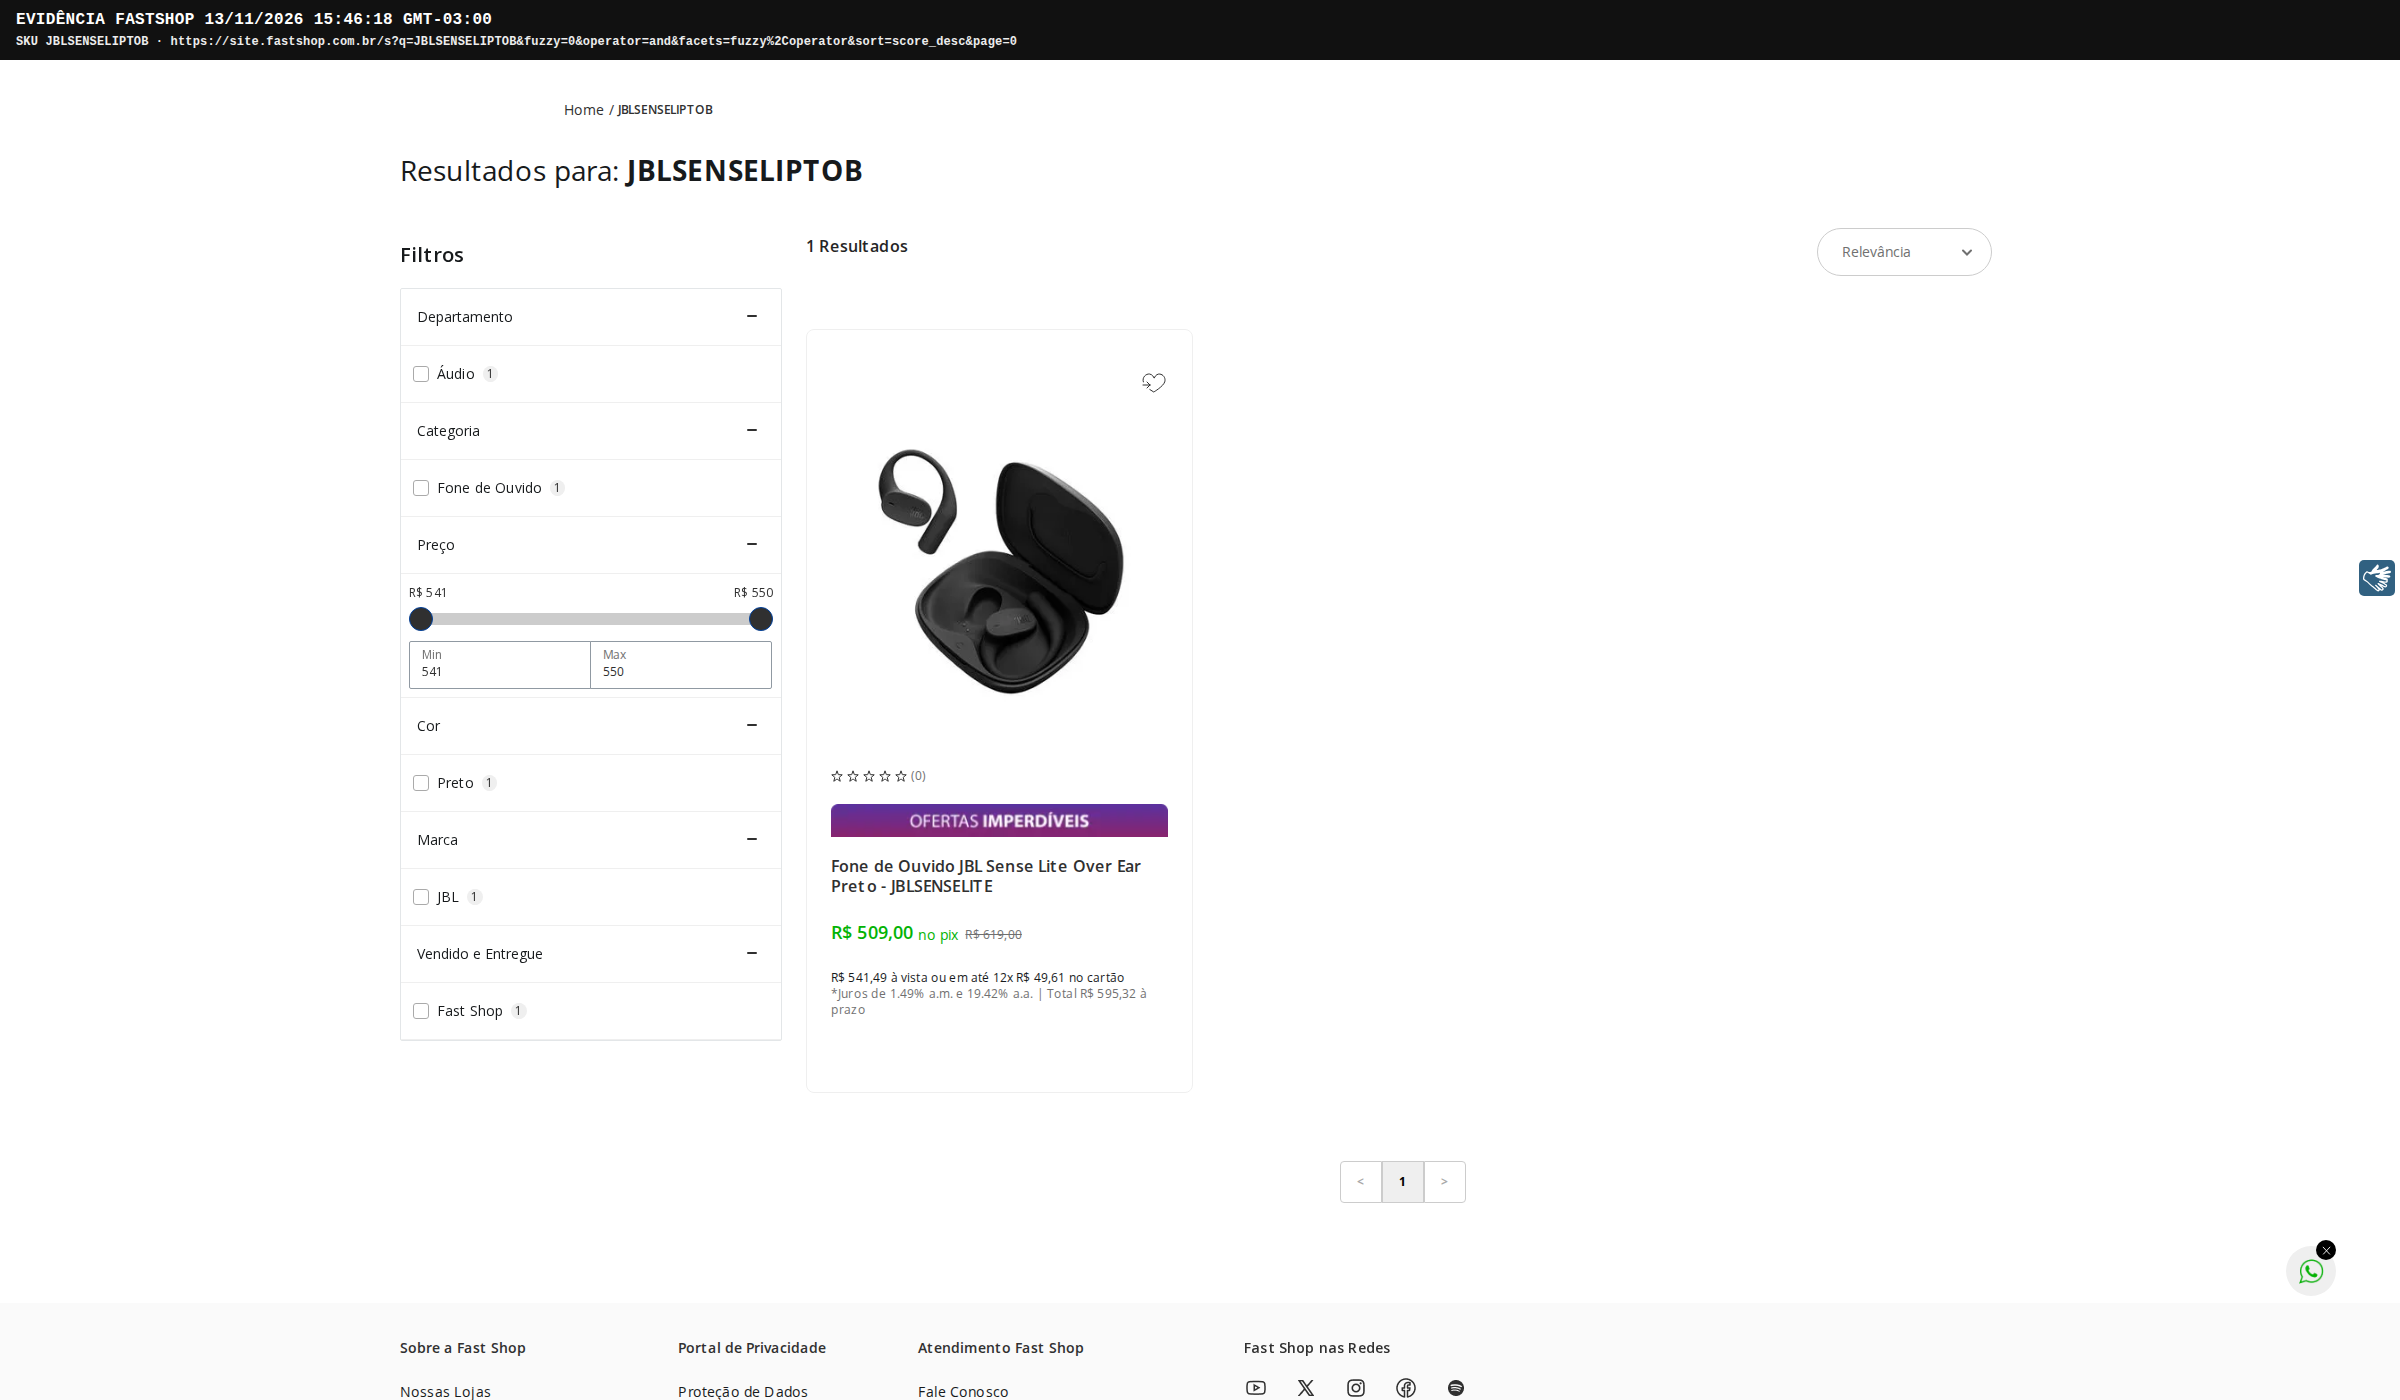 EVIDÊNCIA FASTSHOP 13/11/2026 15:46:18 GMT-03:00
SKU JBLSENSELIPTOB · https://site.fastshop.com.br/s?q=JBLSENSELIPTOB&fuzzy=0&operator=and&facets=fuzzy%2Coperator&sort=score_desc&page=0
Home / JBLSENSELIPTOB
Resultados para: JBLSENSELIPTOB
Filtros
1 Resultados
Relevância
Departamento
Áudio 1
Categoria
Fone de Ouvido 1
Preço
R$ 541 R$ 550
Min Max
541 550
Cor
Preto 1
Marca
JBL 1
Vendido e Entregue
Fast Shop 1
(0)
OFERTAS IMPERDÍVEIS
Fone de Ouvido JBL Sense Lite Over Ear
Preto - JBLSENSELITE
R$ 509,00 no pix R$ 619,00
R$ 541,49 à vista ou em até 12x R$ 49,61 no cartão
*Juros de 1.49% a.m. e 19.42% a.a. | Total R$ 595,32 à
prazo
< 1 >
Sobre a Fast Shop Portal de Privacidade Atendimento Fast Shop Fast Shop nas Redes
Nossas Lojas Proteção de Dados Fale Conosco